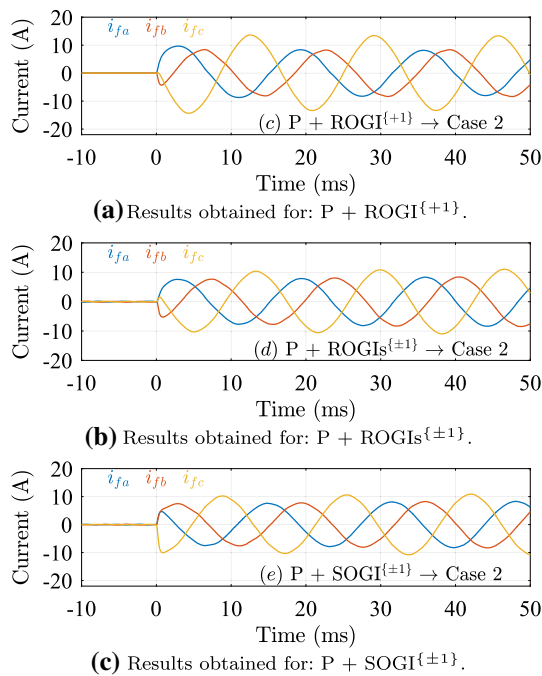 20
10
0
-10
-20
Current (A)
i_fa i_fb i_fc
(c) P + ROGI^{+1} → Case 2
-10 0 10 20 30 40 50
Time (ms)
(a) Results obtained for: P + ROGI^{+1}.
20
10
0
-10
-20
Current (A)
i_fa i_fb i_fc
(d) P + ROGIs^{±1} → Case 2
-10 0 10 20 30 40 50
Time (ms)
(b) Results obtained for: P + ROGIs^{±1}.
20
10
0
-10
-20
Current (A)
i_fa i_fb i_fc
(e) P + SOGI^{±1} → Case 2
-10 0 10 20 30 40 50
Time (ms)
(c) Results obtained for: P + SOGI^{±1}.